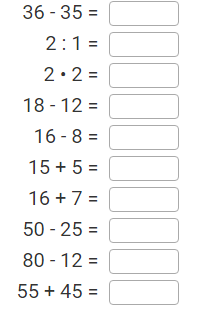 36 - 35 =
2 : 1 =
2 • 2 =
18 - 12 =
16 - 8 =
15 + 5 =
16 + 7 =
50 - 25 =
80 - 12 =
55 + 45 =